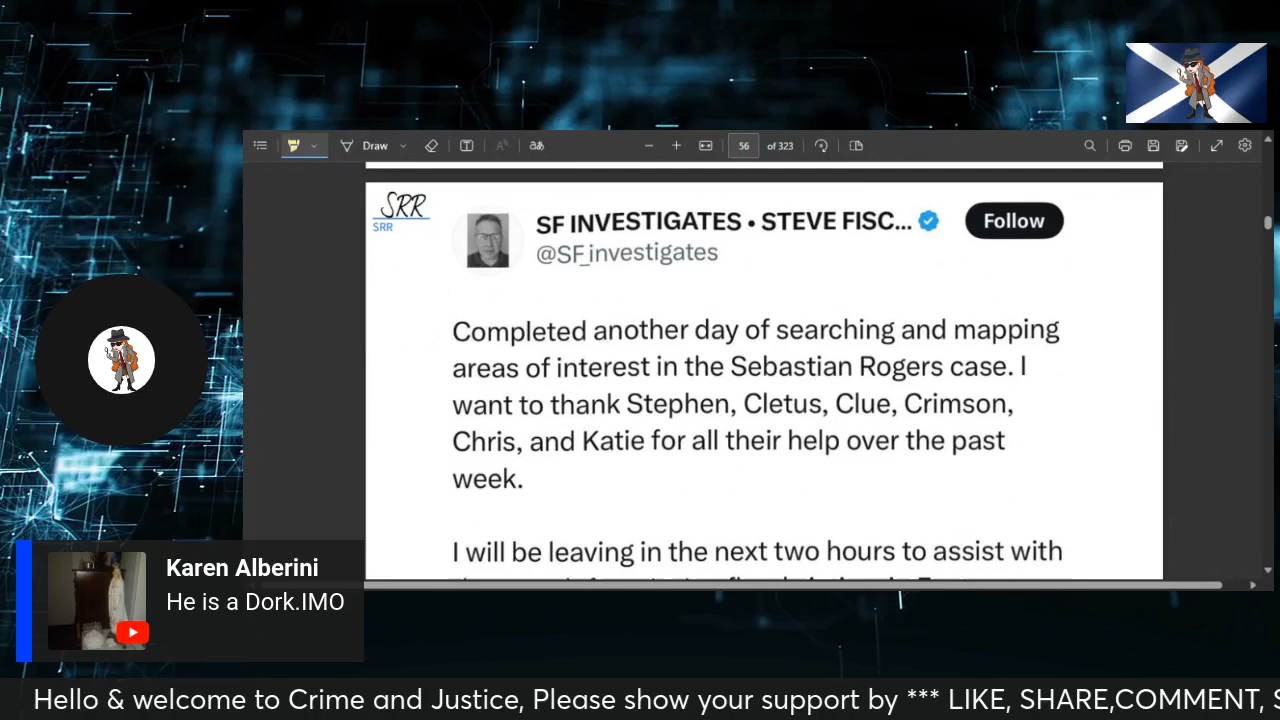 Draw
56 of 323
SRR
SRR
SF INVESTIGATES • STEVE FISC...
Follow
@SF_investigates
Completed another day of searching and mapping
areas of interest in the Sebastian Rogers case. I
want to thank Stephen, Cletus, Clue, Crimson,
Chris, and Katie for all their help over the past
week.
I will be leaving in the next two hours to assist with
Karen Alberini
He is a Dork.IMO
Hello & welcome to Crime and Justice, Please show your support by *** LIKE, SHARE,COMMENT, S